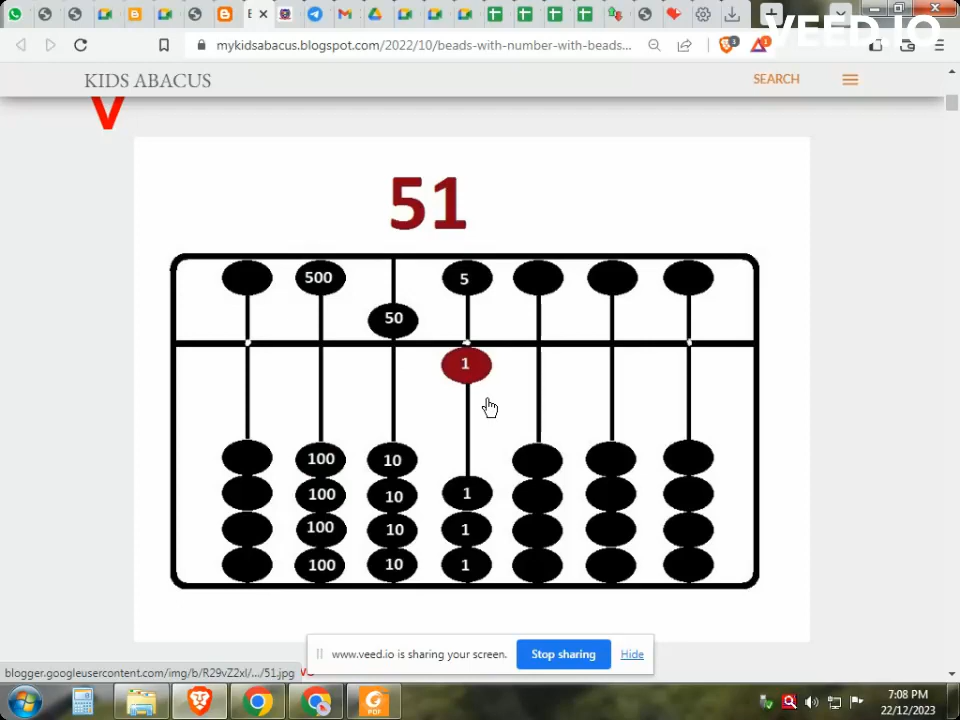 VEED.IO
mykidsabacus.blogspot.com/2022/10/beads-with-number-with-beads...
KIDS ABACUS
SEARCH
V
51
500
5
50
1
100
10
100
10
1
100
10
1
100
10
1
www.veed.io is sharing your screen.
Stop sharing
Hide
blogger.googleusercontent.com/img/b/R29vZ2xl/.../51.jpg
7:08 PM
22/12/2023